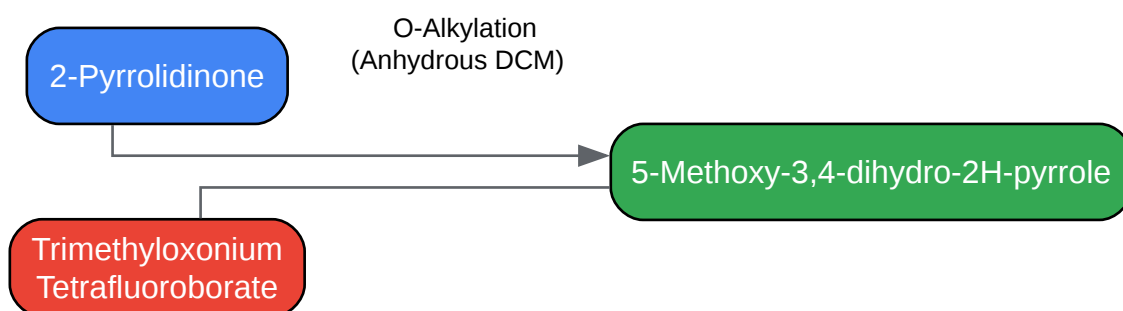 O-Alkylation
(Anhydrous DCM)
2-Pyrrolidinone
5-Methoxy-3,4-dihydro-2H-pyrrole
Trimethyloxonium
Tetrafluoroborate